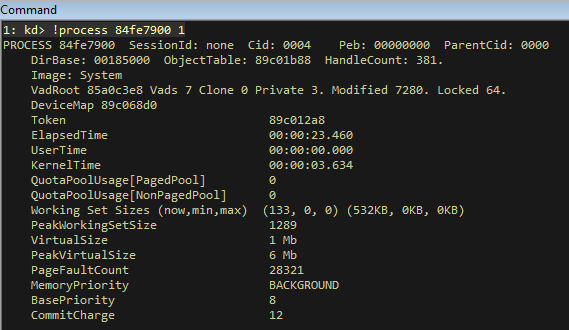 Command
1: kd> !process 84fe7900 1
PROCESS 84fe7900  SessionId: none  Cid: 0004    Peb: 00000000  ParentCid: 0000
    DirBase: 00185000  ObjectTable: 89c01b88  HandleCount: 381.
    Image: System
    VadRoot 85a0c3e8 Vads 7 Clone 0 Private 3. Modified 7280. Locked 64.
    DeviceMap 89c068d0
    Token                             89c012a8
    ElapsedTime                       00:00:23.460
    UserTime                          00:00:00.000
    KernelTime                        00:00:03.634
    QuotaPoolUsage[PagedPool]         0
    QuotaPoolUsage[NonPagedPool]      0
    Working Set Sizes (now,min,max)  (133, 0, 0) (532KB, 0KB, 0KB)
    PeakWorkingSetSize                1289
    VirtualSize                       1 Mb
    PeakVirtualSize                   6 Mb
    PageFaultCount                    28321
    MemoryPriority                    BACKGROUND
    BasePriority                      8
    CommitCharge                      12